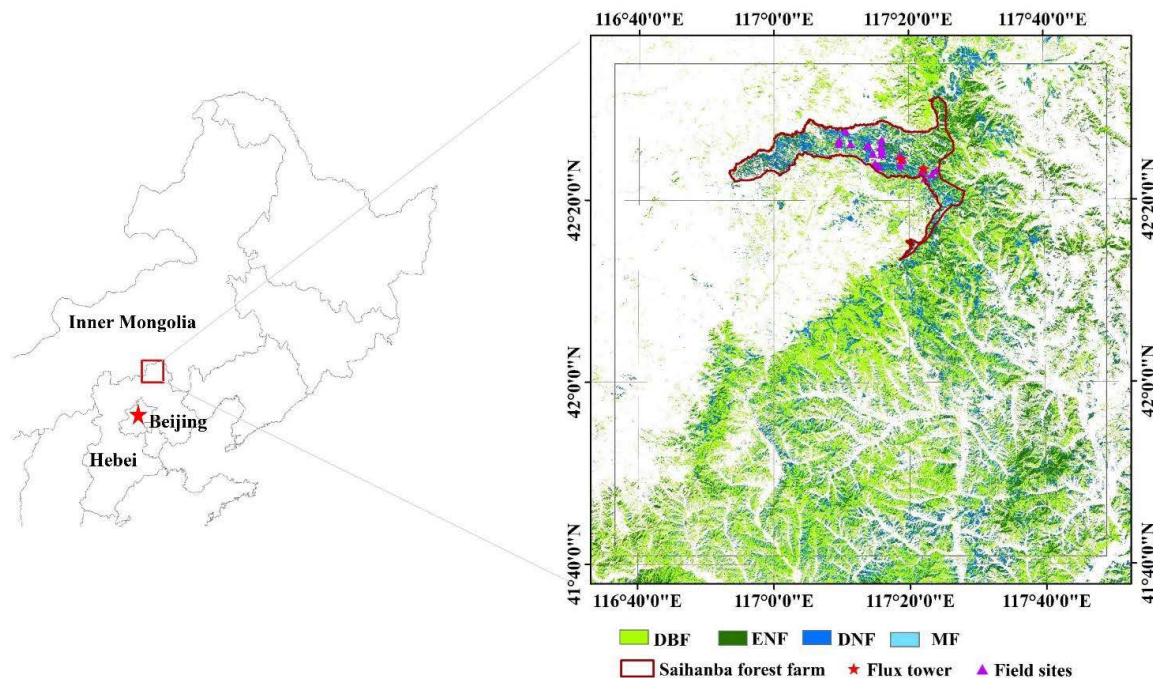 116°40'0"E 117°0'0"E 117°20'0"E 117°40'0"E
42°20'0"N
42°0'0"N
41°40'0"N
42°20'0"N
42°0'0"N
41°40'0"N
Inner Mongolia
Beijing
Hebei
116°40'0"E 117°0'0"E 117°20'0"E 117°40'0"E
DBF ENF DNF MF
Saihanba forest farm Flux tower Field sites